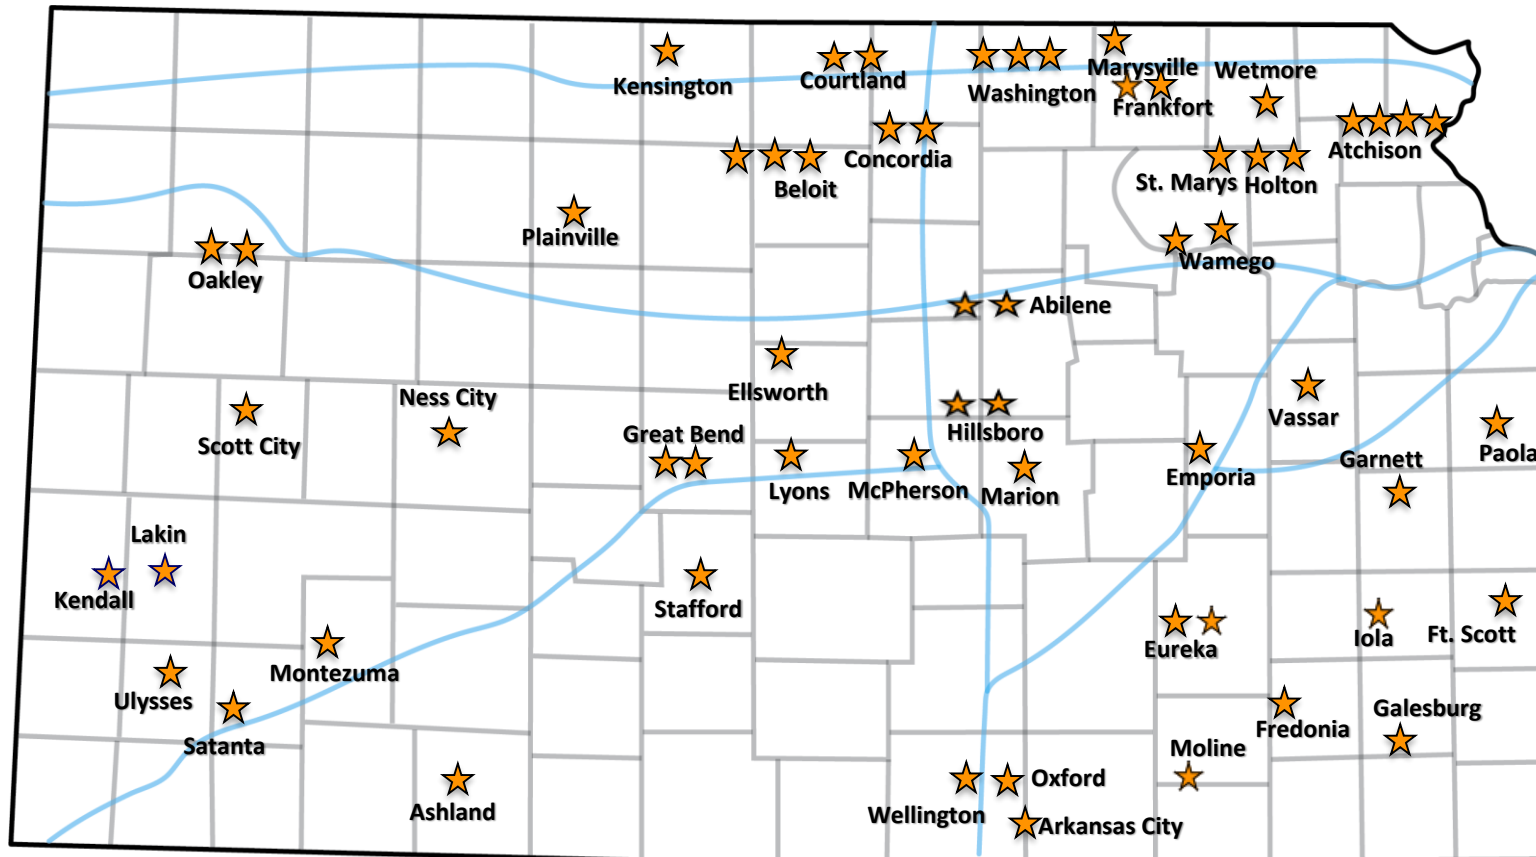 Marysville
Wetmore
Kensington
Courtland
Washington
Frankfort
Concordia
Atchison
Beloit
St. Marys
Holton
Plainville
Wamego
Oakley
Abilene
Ellsworth
Ness City
Vassar
Scott City
Great Bend
Hillsboro
Paola
Garnett
Emporia
Lyons
McPherson
Marion
Lakin
Kendall
Stafford
Iola
Ft. Scott
Eureka
Montezuma
Ulysses
Galesburg
Fredonia
Satanta
Moline
Oxford
Ashland
Wellington
Arkansas City